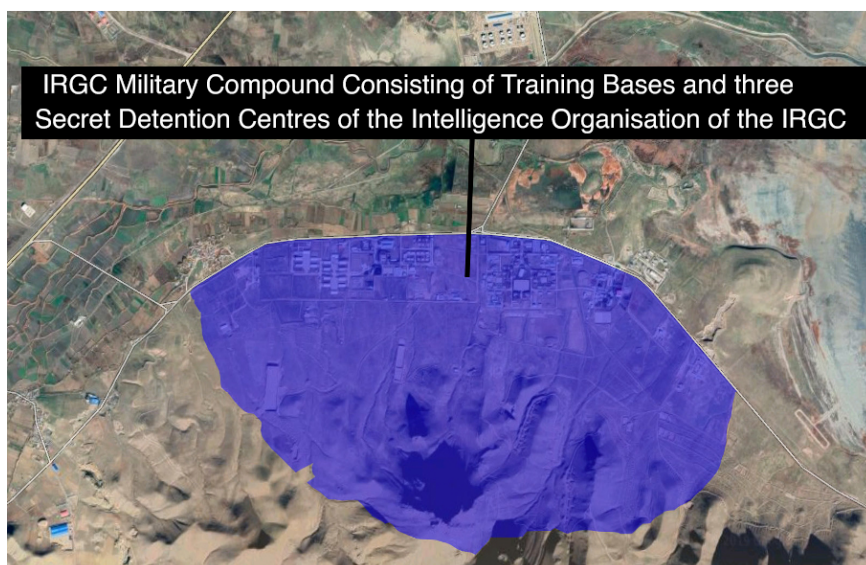 IRGC Military Compound Consisting of Training Bases and three
Secret Detention Centres of the Intelligence Organisation of the IRGC